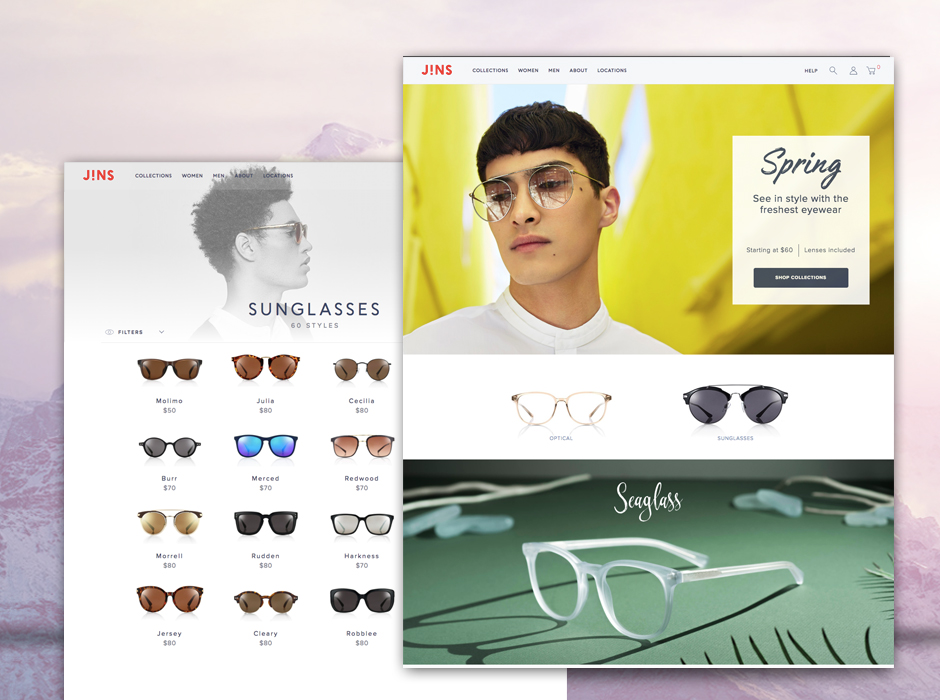 J!NS
COLLECTIONS WOMEN MEN ABOUT LOCATIONS
SUNGLASSES
60 STYLES
FILTERS
Molimo Julia Cecilia
$50 $80 $80
Burr Merced Redwood
$70 $70 $70
Morrell Rudden Harkness
$80 $80 $70
Jersey Cleary Robblee
$80 $80 $80
J!NS
COLLECTIONS WOMEN MEN ABOUT LOCATIONS HELP 0
Spring
See in style with the
freshest eyewear
Starting at $60 | Lenses included
SHOP COLLECTIONS
OPTICAL SUNGLASSES
Seaglass